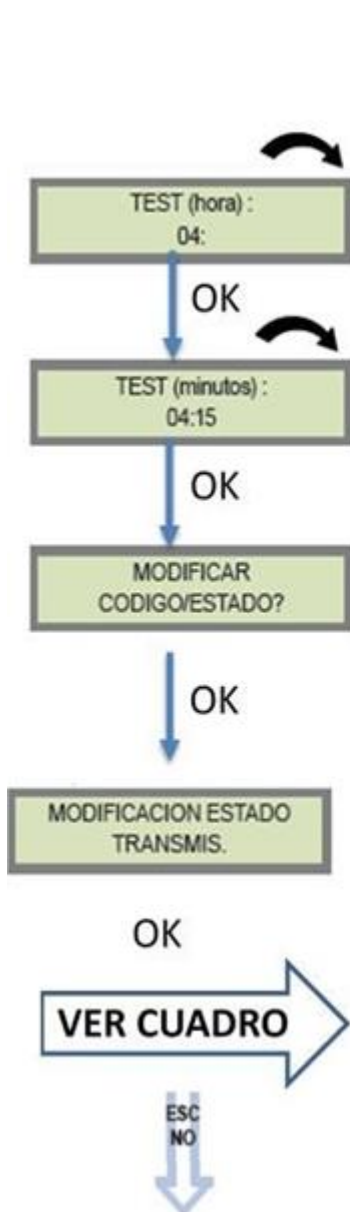 TEST (hora) :
04:
OK
TEST (minutos) :
04:15
OK
MODIFICAR
CODIGO/ESTADO?
OK
MODIFICACION ESTADO
TRANSMIS.
OK
VER CUADRO
ESC
NO